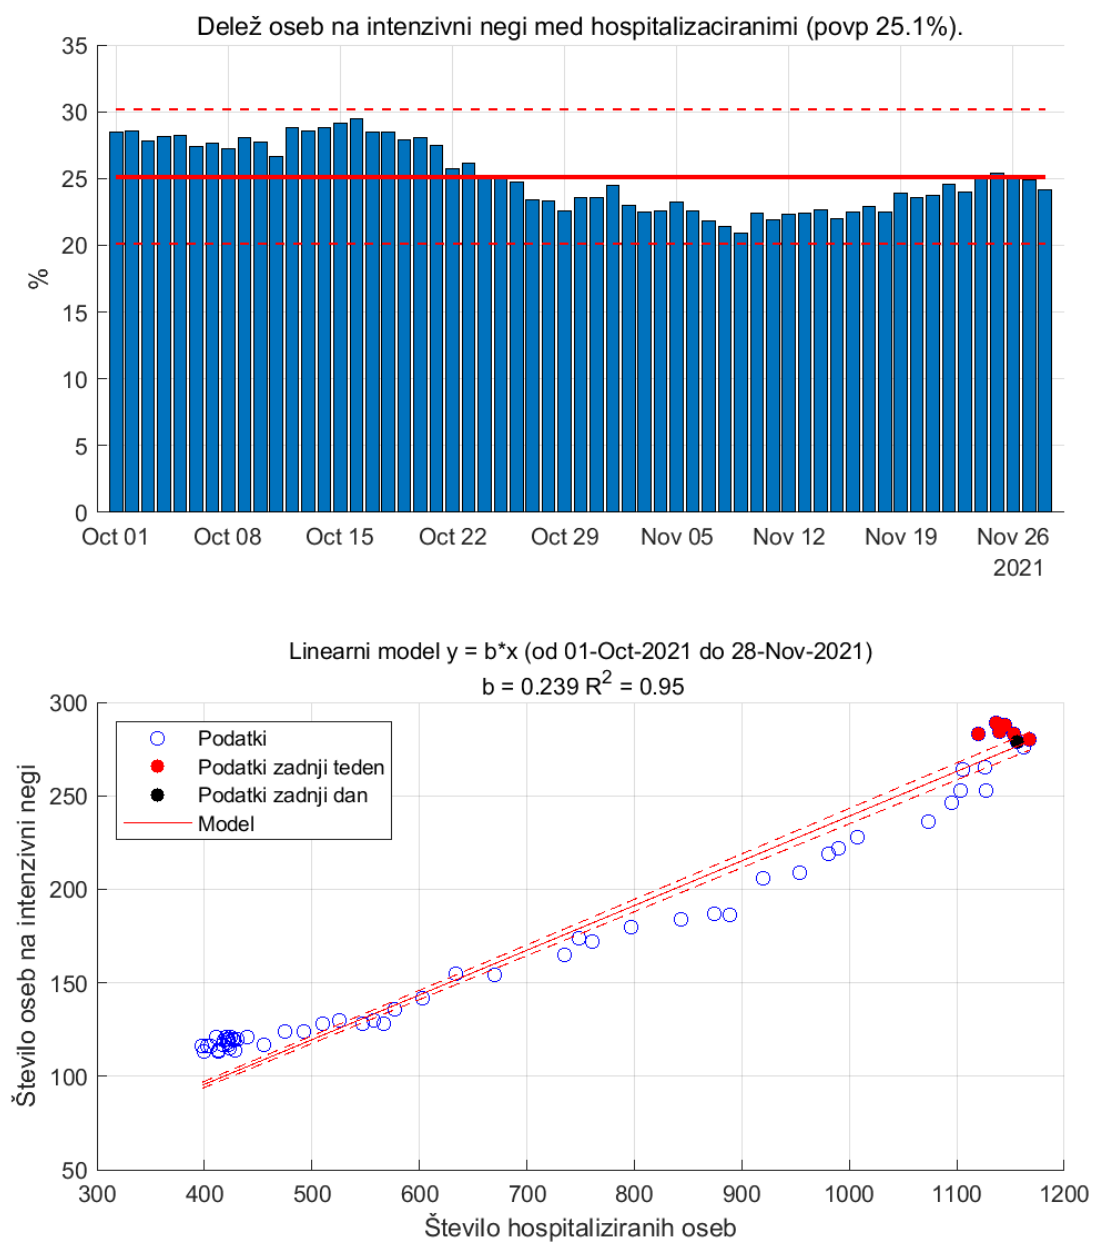 Delež oseb na intenzivni negi med hospitalizaciranimi (povp 25.1%).
35
30
25
20
15
10
5
0
%
Oct 01 Oct 08 Oct 15 Oct 22 Oct 29 Nov 05 Nov 12 Nov 19 Nov 26
2021
Linearni model y = b*x (od 01-Oct-2021 do 28-Nov-2021)
b = 0.239 R² = 0.95
300
250
200
150
100
50
Število oseb na intenzivni negi
Podatki
Podatki zadnji teden
Podatki zadnji dan
Model
300 400 500 600 700 800 900 1000 1100 1200
Število hospitaliziranih oseb